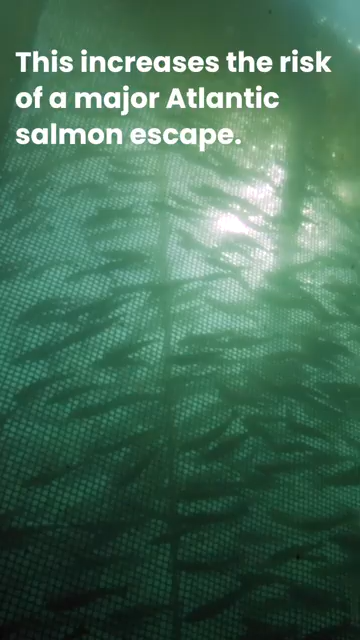 This increases the risk
of a major Atlantic
salmon escape.